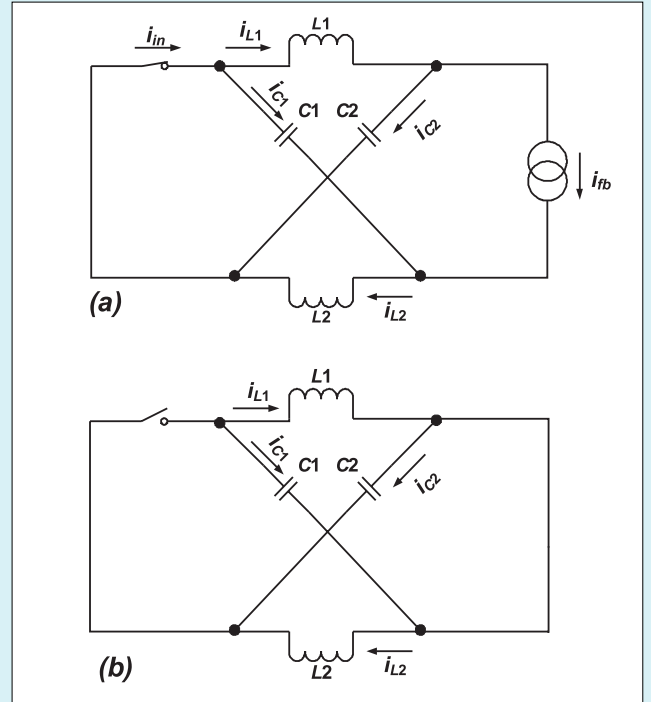 i_in i_L1 L1
i_C1 C1 C2 i_C2
i_fb
(a)
L2 i_L2
i_L1 L1
i_C1 C1 C2 i_C2
(b)
L2 i_L2